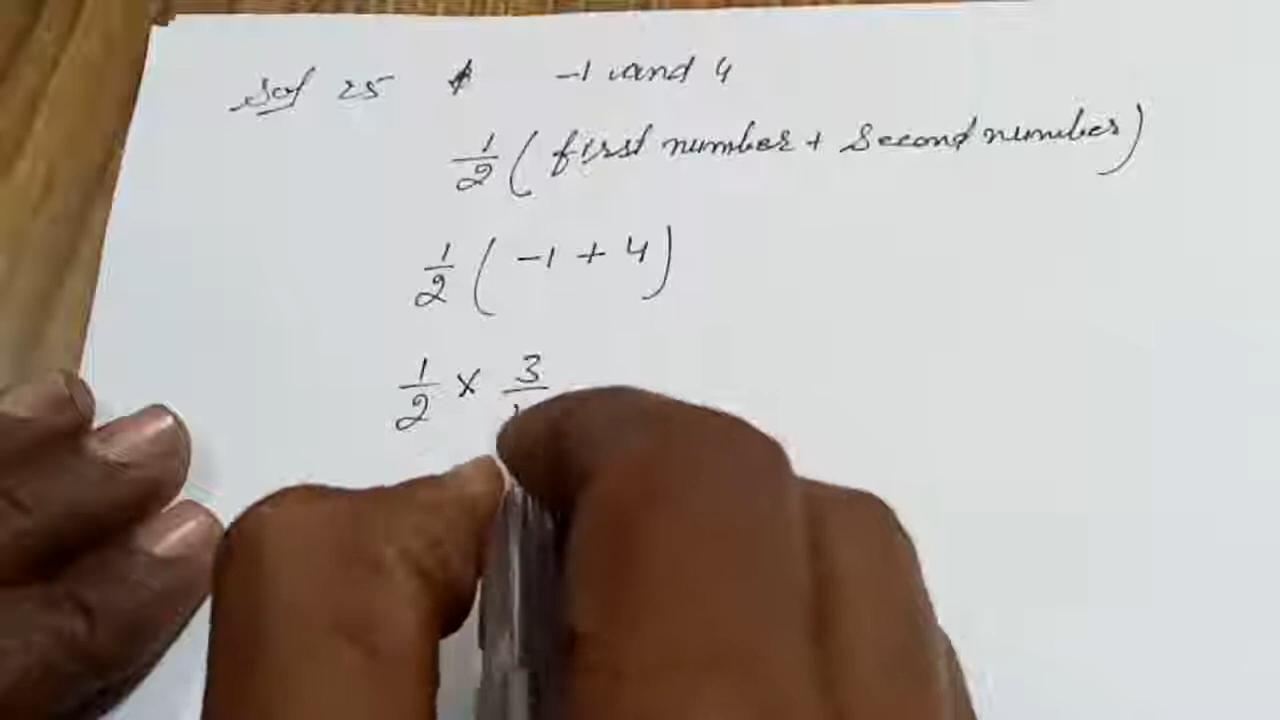 Sol 25 -1 and 4
1/2 ( first number + Second number )
1/2 ( -1 + 4 )
1/2 × 3/